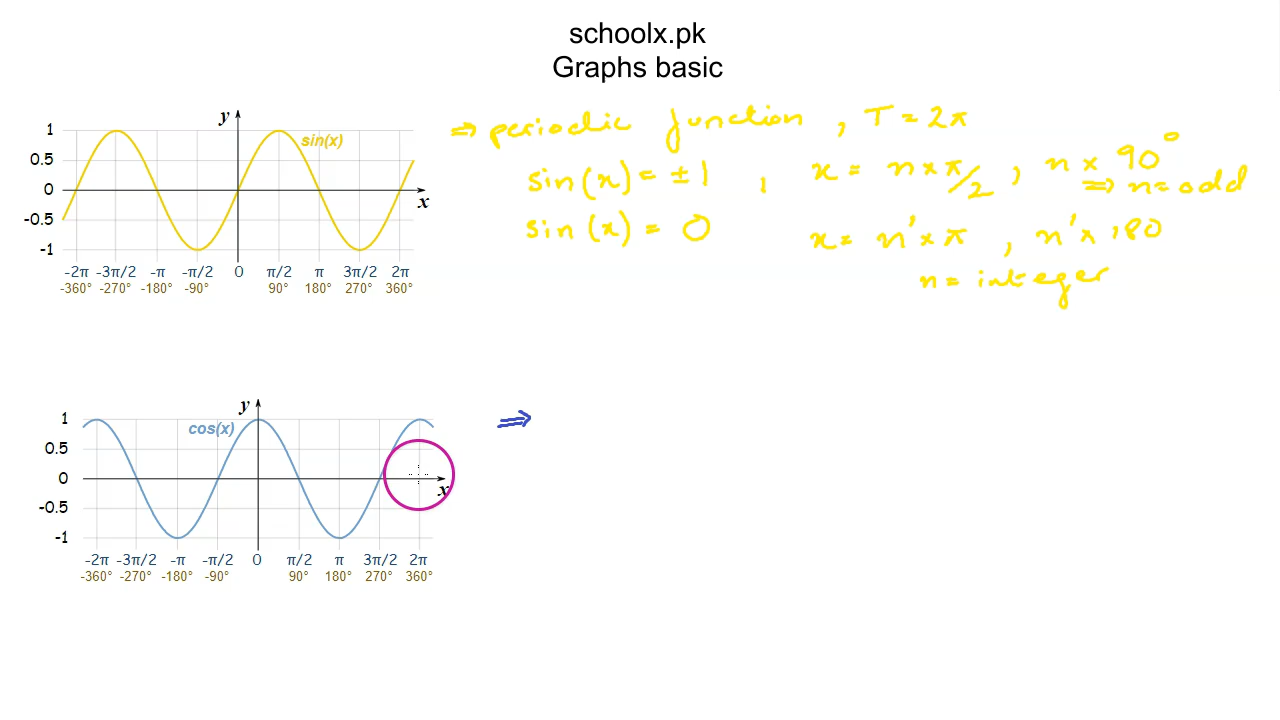 schoolx.pk
Graphs basic
⇒ periodic function , T = 2π
sin(x) = ±1 , x = n × π/2 , n × 90°
⇒ n = odd
sin(x) = 0 x = n' × π , n' × 180
n = integer
y
1
0.5
0
-0.5
-1
sin(x)
x
-2π -3π/2 -π -π/2 0 π/2 π 3π/2 2π
-360° -270° -180° -90° 90° 180° 270° 360°
⇒
y
1
0.5
0
-0.5
-1
cos(x)
x
-2π -3π/2 -π -π/2 0 π/2 π 3π/2 2π
-360° -270° -180° -90° 90° 180° 270° 360°